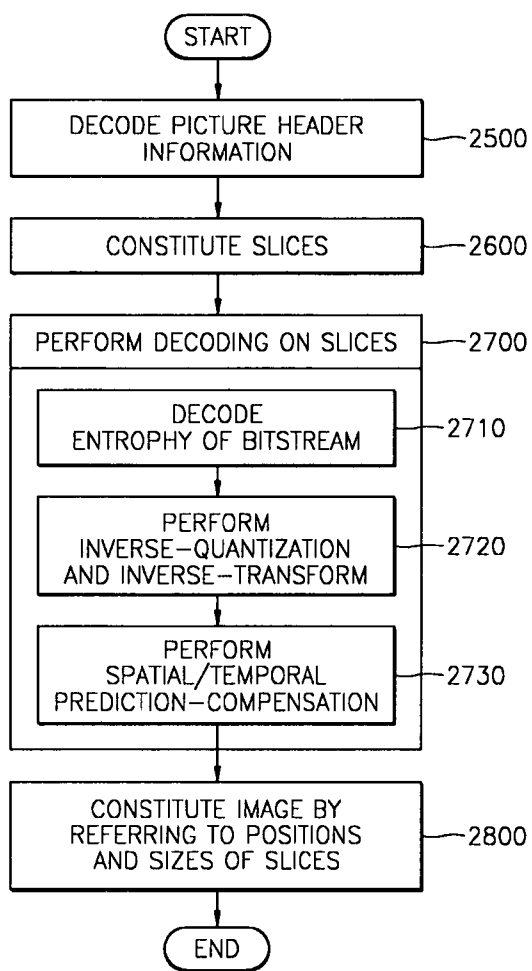 START
DECODE PICTURE HEADER
INFORMATION
2500
CONSTITUTE SLICES
2600
PERFORM DECODING ON SLICES
2700
DECODE
ENTROPHY OF BITSTREAM
2710
PERFORM
INVERSE-QUANTIZATION
AND INVERSE-TRANSFORM
2720
PERFORM
SPATIAL/TEMPORAL
PREDICTION-COMPENSATION
2730
CONSTITUTE IMAGE BY
REFERRING TO POSITIONS
AND SIZES OF SLICES
2800
END